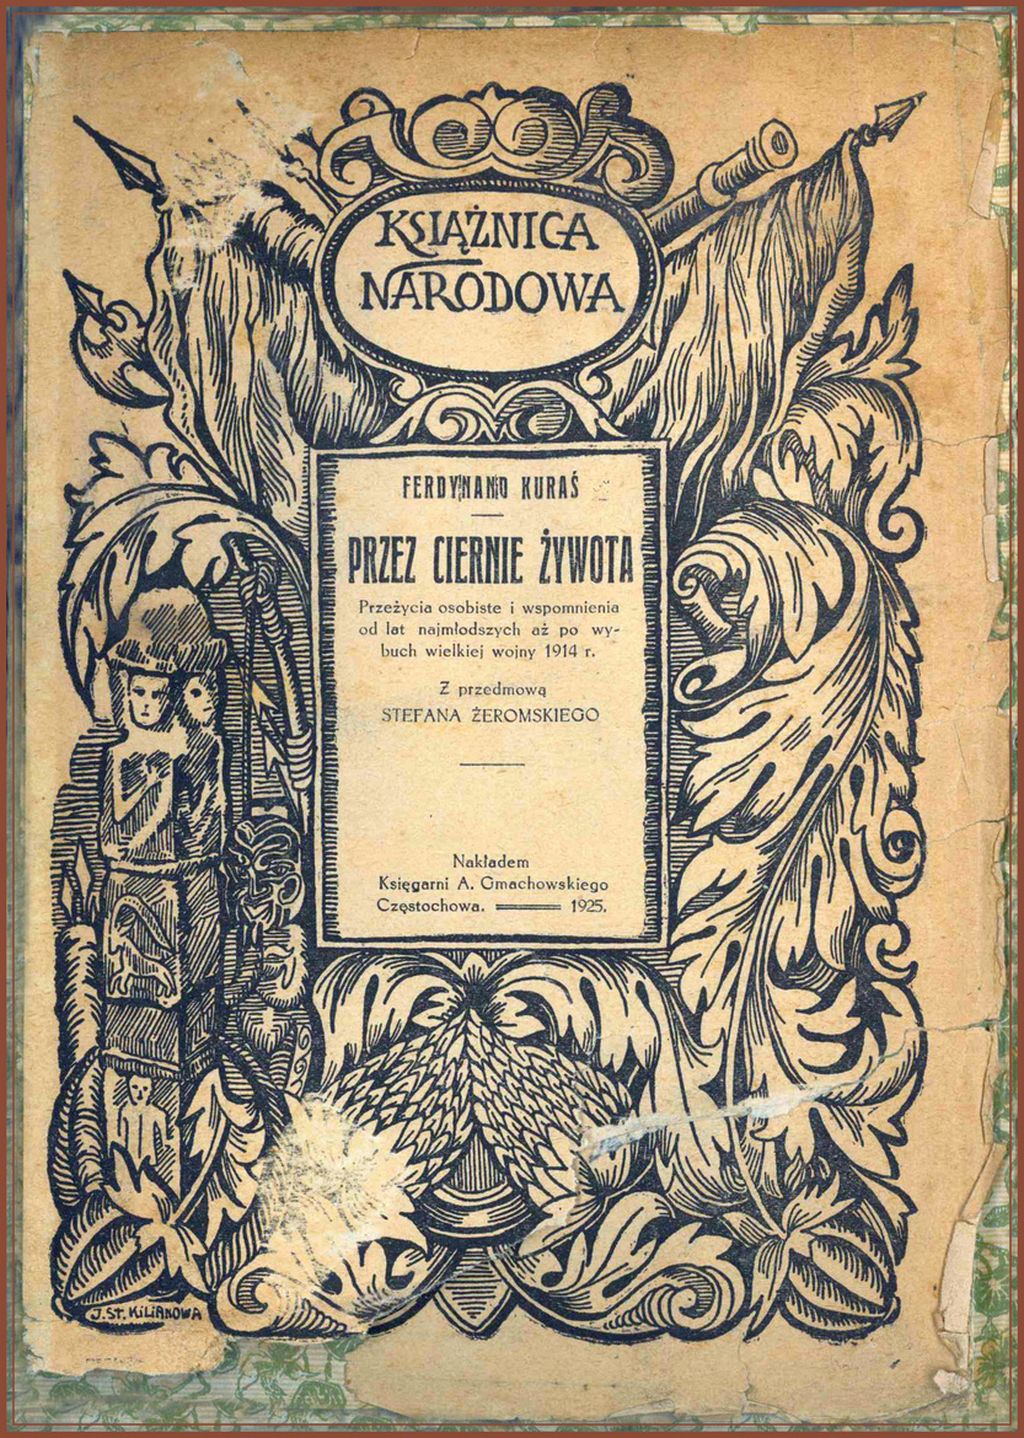 KSIĄŻNICA
NARODOWA
FERDYNAND KURAŚ
PRZEZ CIERNIE ŻYWOTA
Przeżycia osobiste i wspomnienia
od lat najmłodszych aż po wy-
buch wielkiej wojny 1914 r.
Z przedmową
STEFANA ŻEROMSKIEGO
Nakładem
Księgarni A. Gmachowskiego
Częstochowa. 1925.
J. ST. KILIANOWA